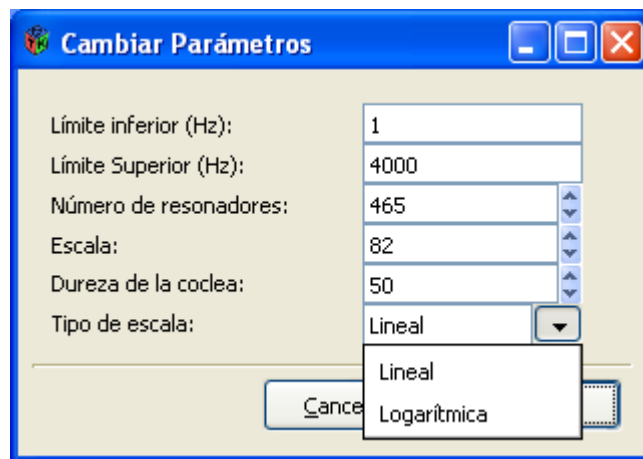 Cambiar Parámetros
Límite inferior (Hz): 1
Límite Superior (Hz): 4000
Número de resonadores: 465
Escala: 82
Dureza de la coclea: 50
Tipo de escala: Lineal
Lineal
Logarítmica